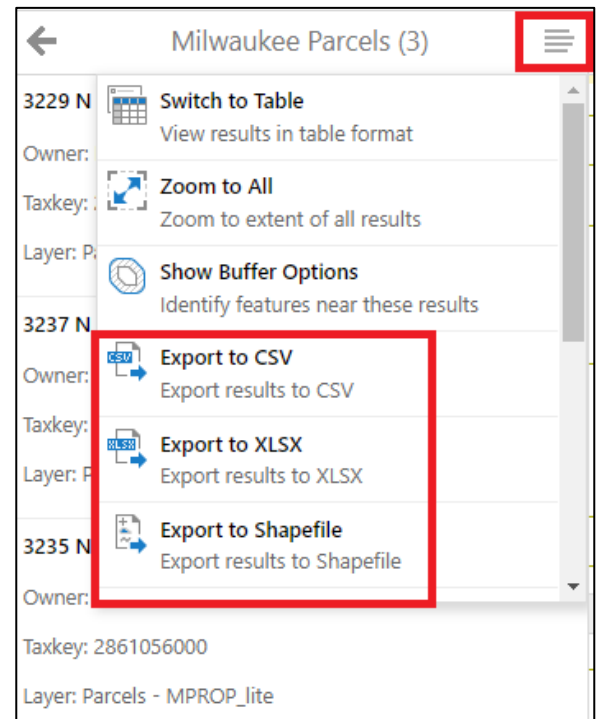 Milwaukee Parcels (3)
3229 N
Switch to Table
View results in table format
Owner:
Zoom to All
Taxkey:
Zoom to extent of all results
Layer: Pa
Show Buffer Options
Identify features near these results
3237 N
CSV
Export to CSV
Owner:
Export results to CSV
Taxkey:
XLSX
Export to XLSX
Layer: P
Export results to XLSX
3235 N
Export to Shapefile
Export results to Shapefile
Owner:
Taxkey: 2861056000
Layer: Parcels - MPROP_lite